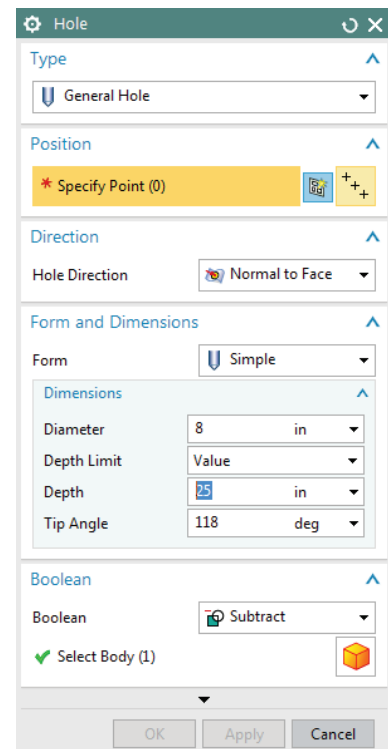 Hole
Type
General Hole
Position
* Specify Point (0)
Direction
Hole Direction Normal to Face
Form and Dimensions
Form Simple
Dimensions
Diameter 8 in
Depth Limit Value
Depth 25 in
Tip Angle 118 deg
Boolean
Boolean Subtract
Select Body (1)
OK Apply Cancel